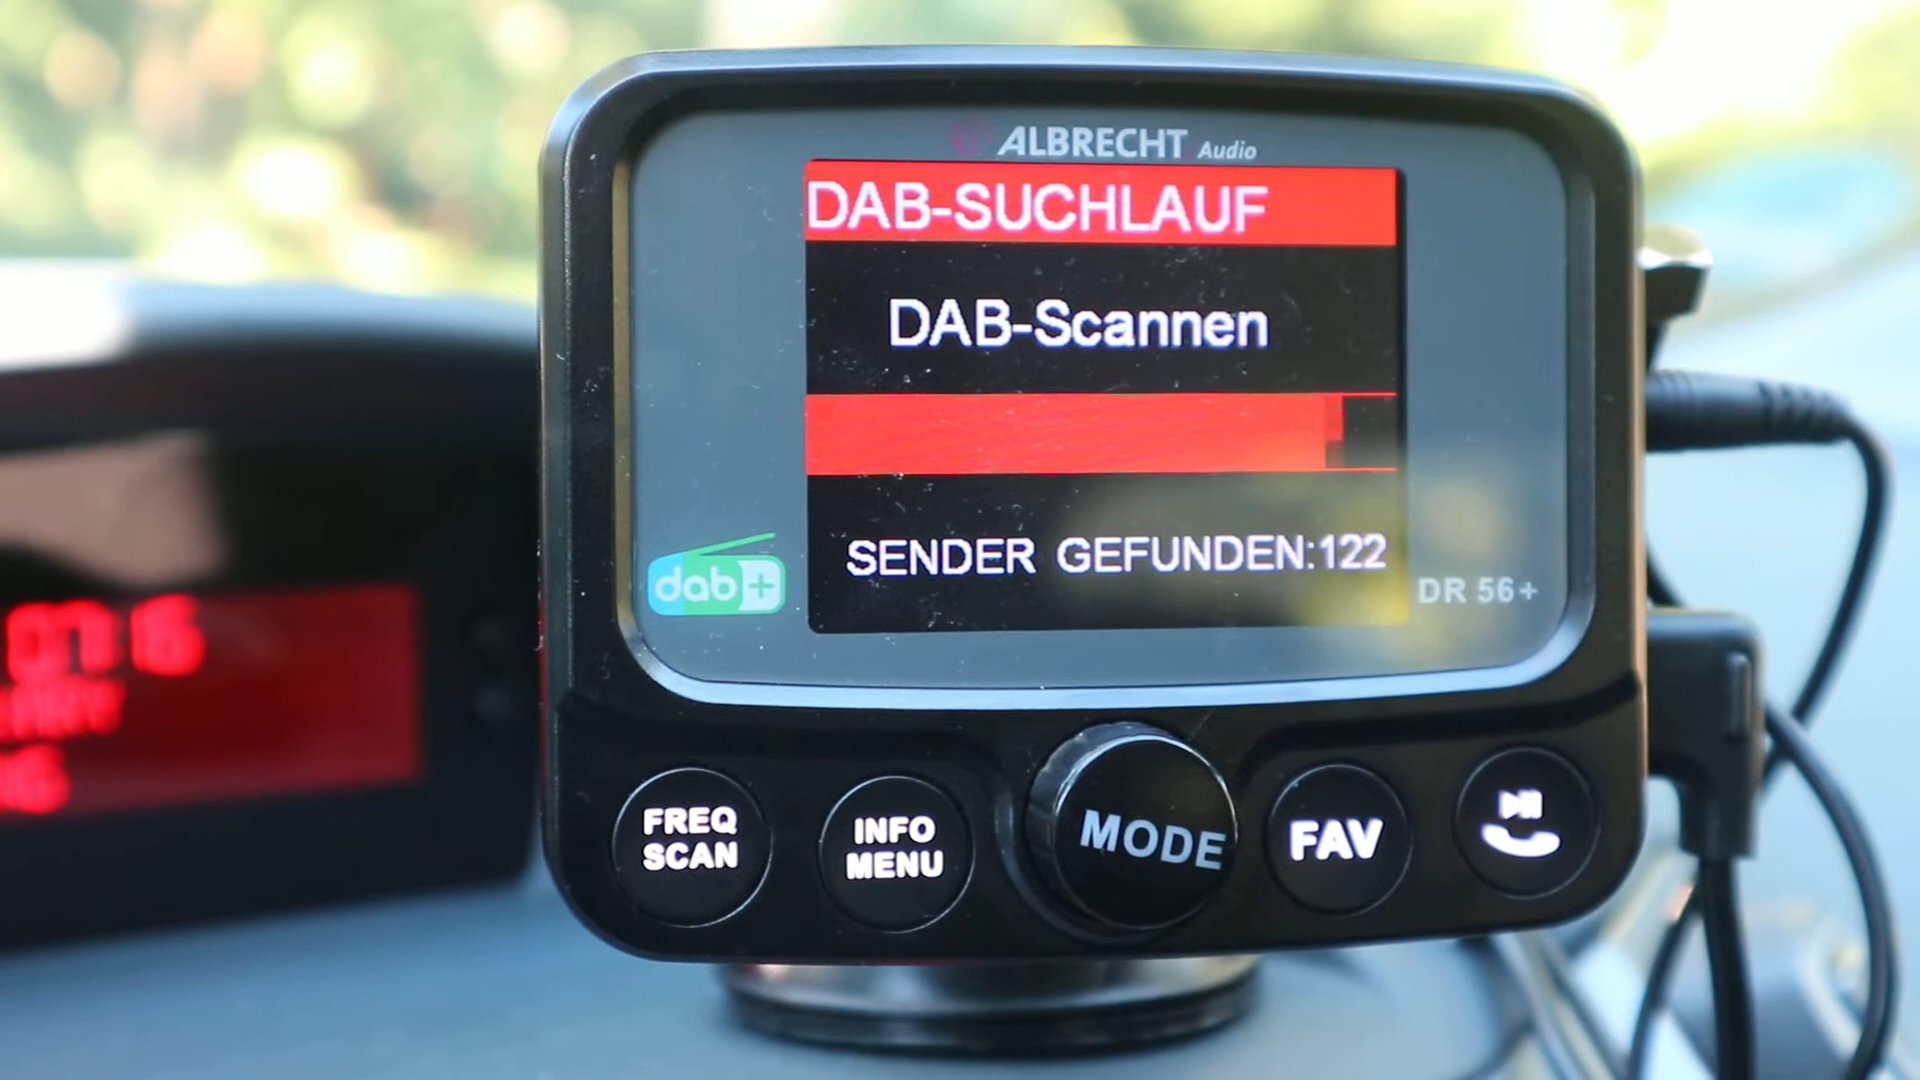 ALBRECHT Audio
DAB-SUCHLAUF
DAB-Scannen
SENDER GEFUNDEN:122
dab+
DR 56+
FREQ
SCAN
INFO
MENU
MODE
FAV